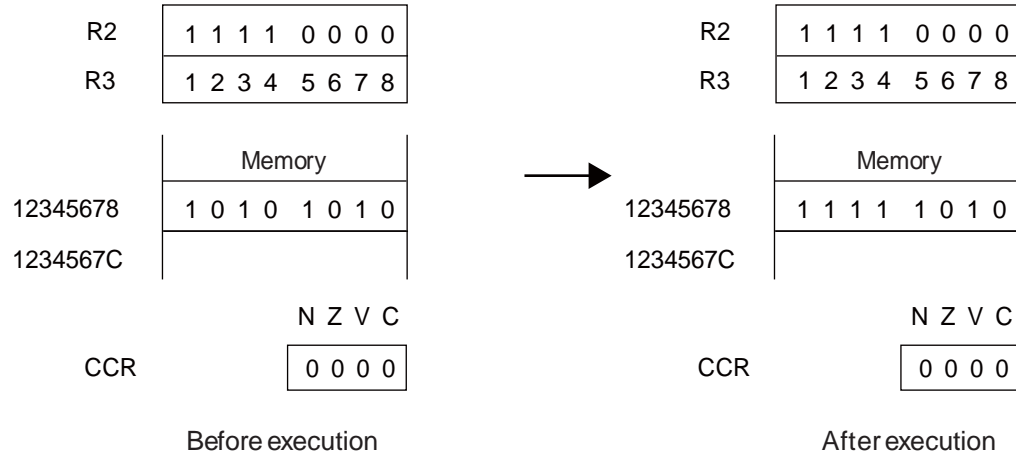 R2 1 1 1 1 0 0 0 0
R3 1 2 3 4 5 6 7 8
Memory
12345678 1 0 1 0 1 0 1 0
1234567C
N Z V C
CCR 0 0 0 0
Before execution
R2 1 1 1 1 0 0 0 0
R3 1 2 3 4 5 6 7 8
Memory
12345678 1 1 1 1 1 0 1 0
1234567C
N Z V C
CCR 0 0 0 0
After execution